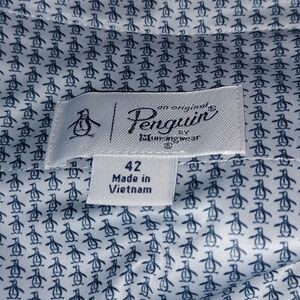 an original
Penguin®
BY
Munsingwear
®
42
Made in
Vietnam